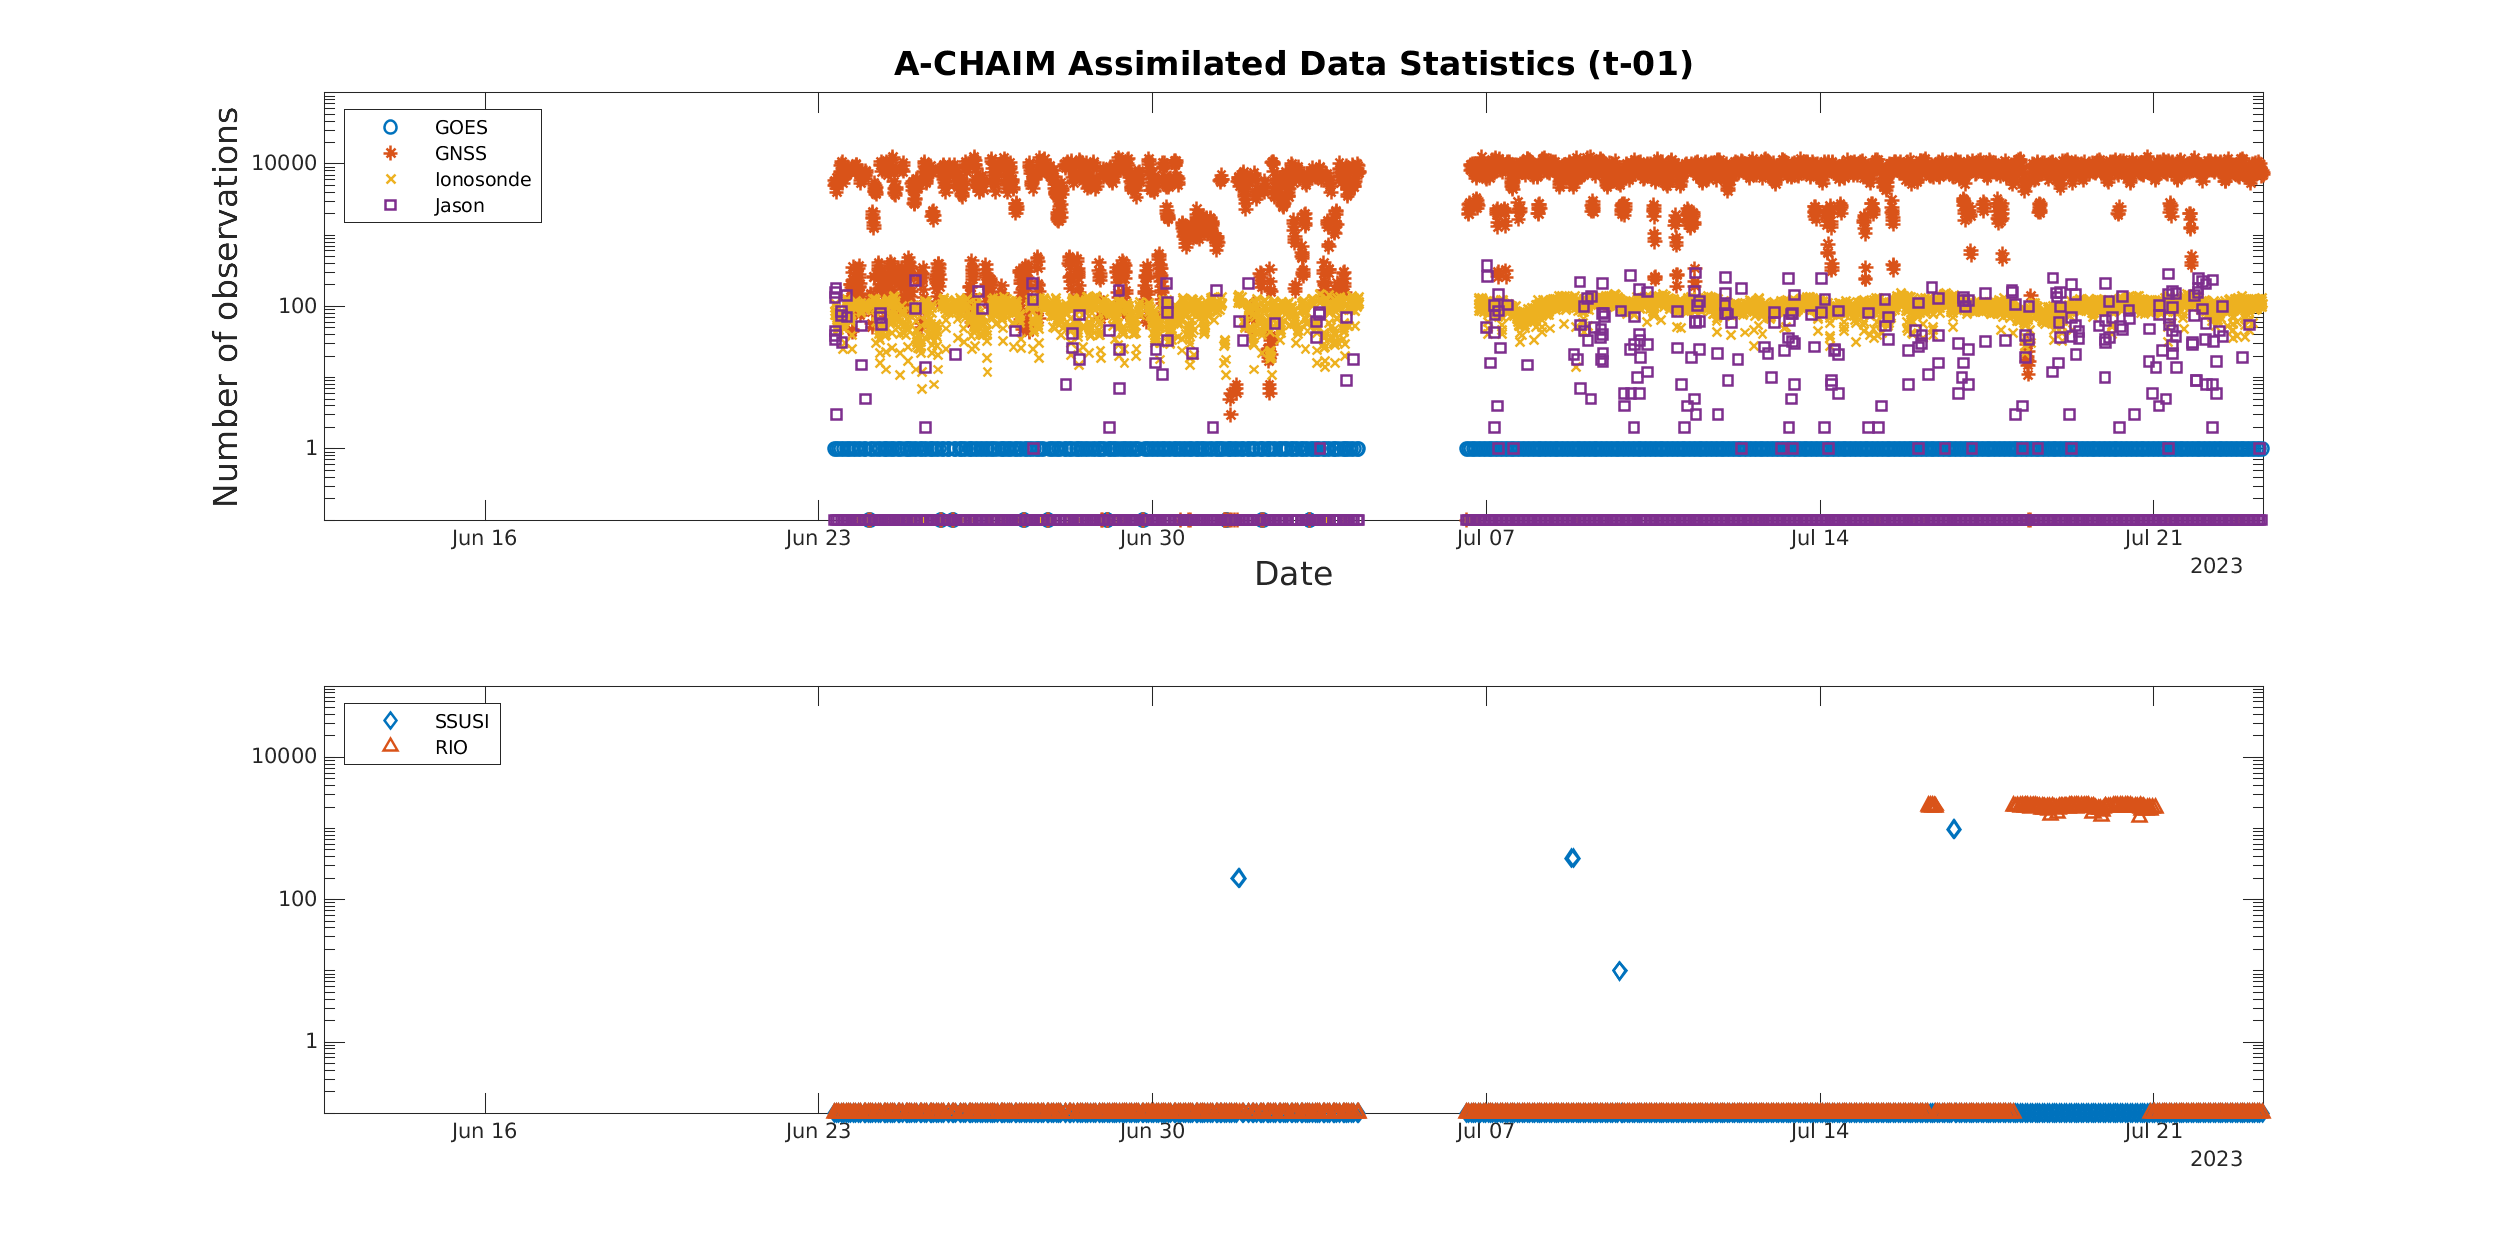 A-CHAIM Assimilated Data Statistics (t-01)
Number of observations
GOES
GNSS
Ionosonde
Jason
10000
100
1
Jun 16
Jun 23
Jun 30
Jul 07
Jul 14
Jul 21
2023
Date
SSUSI
RIO
10000
100
1
Jun 16
Jun 23
Jun 30
Jul 07
Jul 14
Jul 21
2023